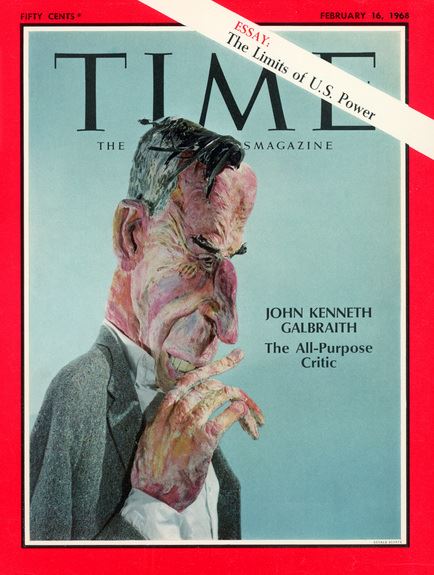 FIFTY CENTS
FEBRUARY 16, 1968
ESSAY:
The Limits of U.S. Power
TIME
THE
SMAGAZINE
JOHN KENNETH
GALBRAITH
The All-Purpose
Critic